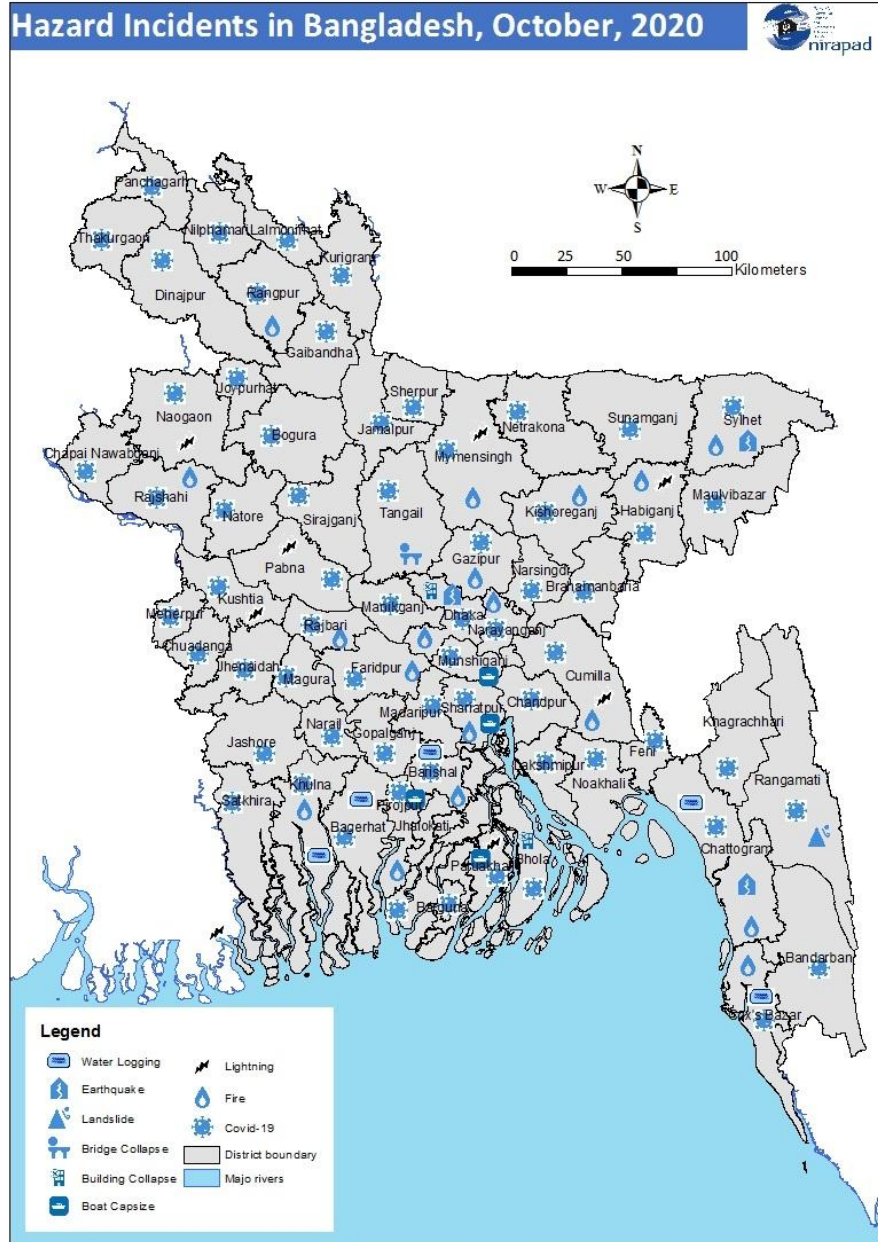 Hazard Incidents in Bangladesh, October, 2020
nirapad
N
W
E
S
0 25 50 100
Kilometers
Panchagarh
Thakurgaon
Nilphamari
Lalmonirhat
Kurigram
Dinajpur
Rangpur
Gaibandha
Joypurhat
Naogaon
Sherpur
Jamalpur
Netrakona
Sunamganj
Sylhet
Bogura
Mymensingh
Chapai Nawabganj
Rajshahi
Natore
Sirajganj
Tangail
Kishoreganj
Habiganj
Maulvibazar
Pabna
Gazipur
Narsingdi
Brahamanbaria
Kushtia
Meherpur
Manikganj
Dhaka
Rajbari
Narayanganj
Chuadanga
Jhenaidah
Magura
Faridpur
Munshiganj
Cumilla
Madaripur
Shariatpur
Chandpur
Khagrachhari
Narail
Gopalganj
Jashore
Feni
Barishal
Lakshmipur
Noakhali
Rangamati
Khulna
Satkhira
Pirojpur
Bagerhat
Jhalokati
Chattogram
Patuakhali
Bhola
Barguna
Bandarban
Cox's Bazar
Legend
Water Logging
Earthquake
Landslide
Bridge Collapse
Building Collapse
Boat Capsize
Lightning
Fire
Covid-19
District boundary
Majo rivers